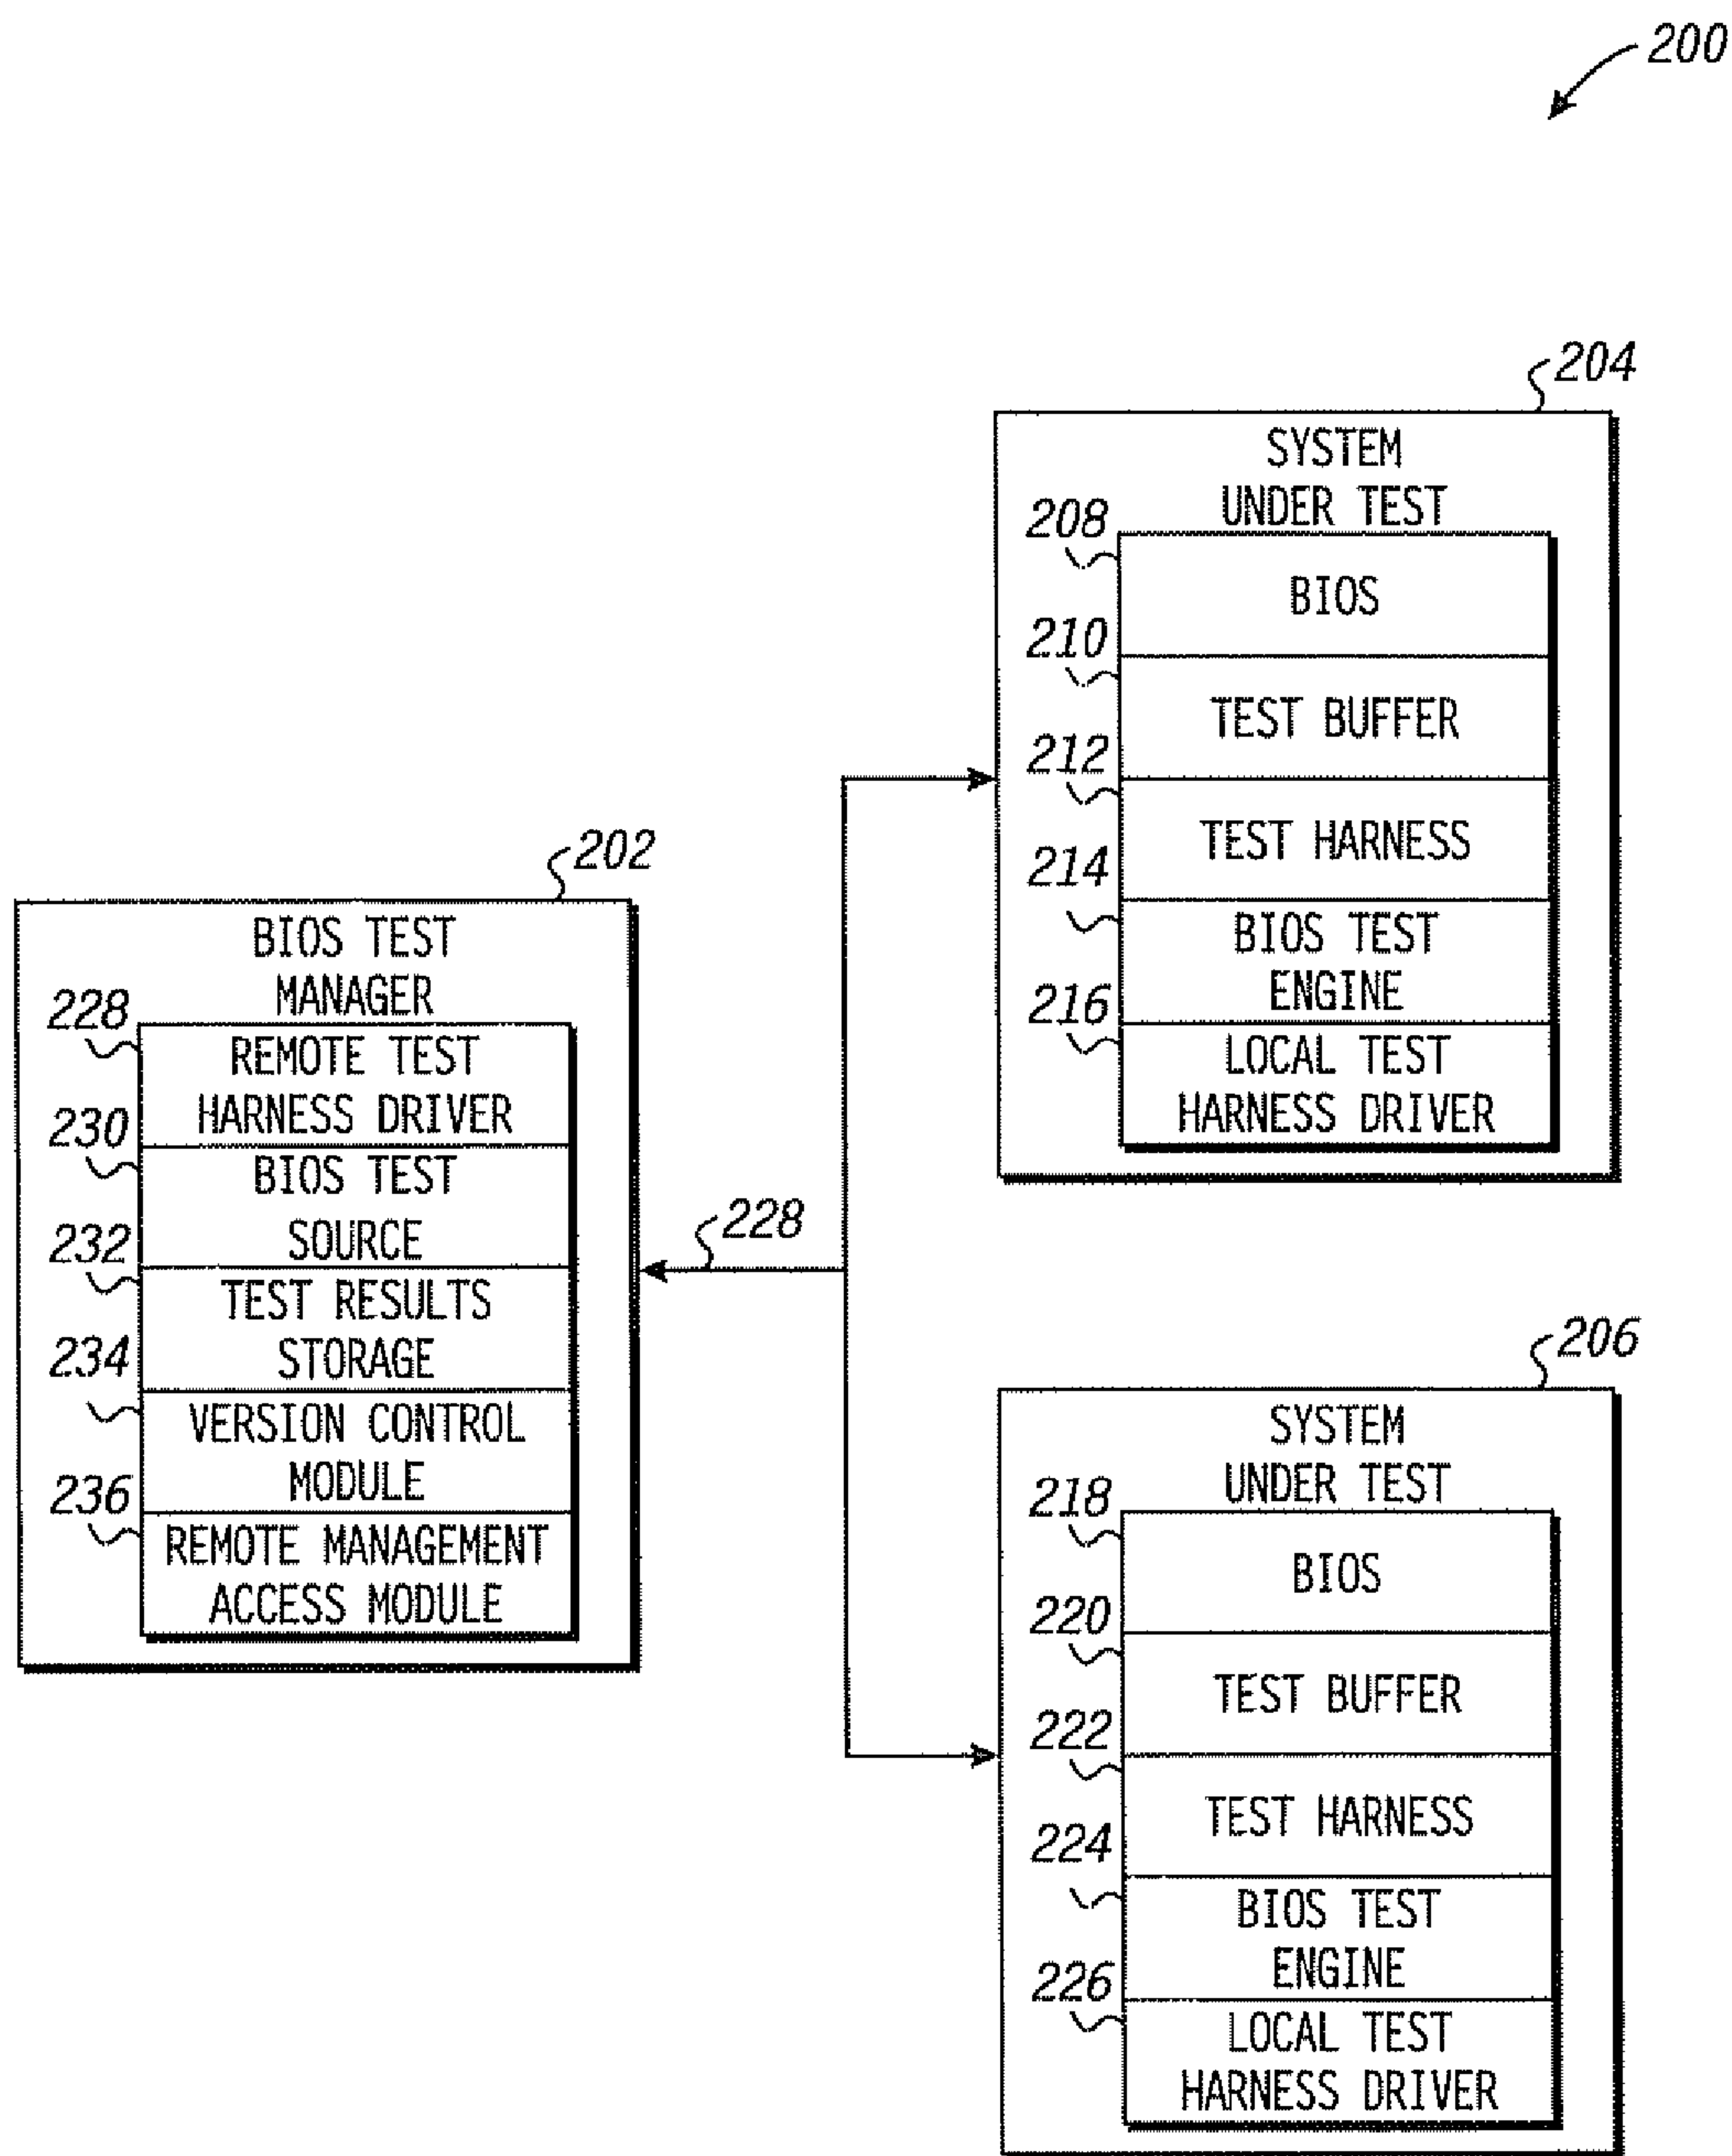 200
204
SYSTEM
UNDER TEST
208
BIOS
210
TEST BUFFER
212
TEST HARNESS
214
BIOS TEST
ENGINE
216
LOCAL TEST
HARNESS DRIVER
202
BIOS TEST
MANAGER
228
REMOTE TEST
HARNESS DRIVER
230
BIOS TEST
SOURCE
232
TEST RESULTS
STORAGE
234
VERSION CONTROL
MODULE
236
REMOTE MANAGEMENT
ACCESS MODULE
228
206
SYSTEM
UNDER TEST
218
BIOS
220
TEST BUFFER
222
TEST HARNESS
224
BIOS TEST
ENGINE
226
LOCAL TEST
HARNESS DRIVER